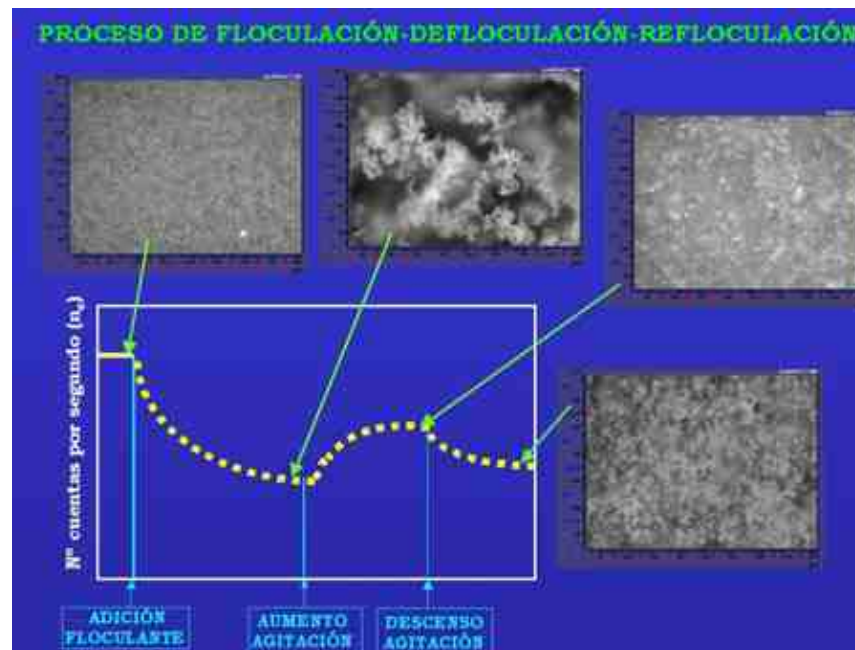 PROCESO DE FLOCULACIÓN-DEFLOCULACIÓN-REFLOCULACIÓN
Nº cuentas por segundo (n
ADICIÓN
FLOCULANTE
AUMENTO
AGITACIÓN
DESCENSO
AGITACIÓN